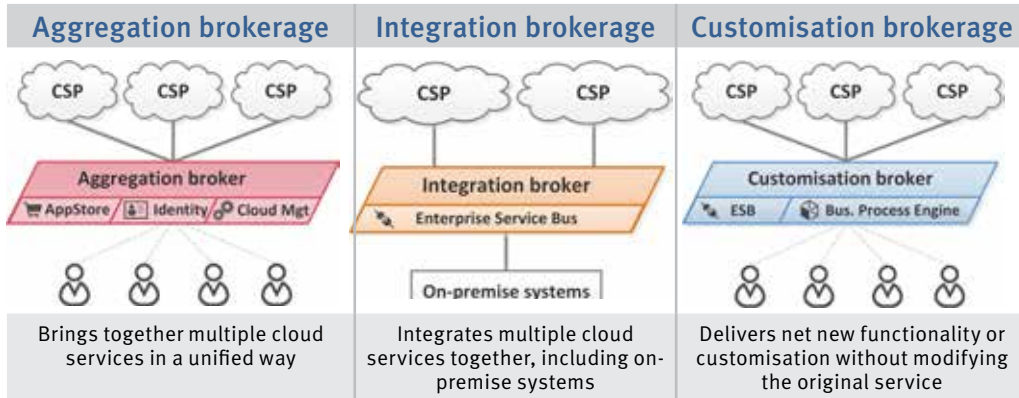 Aggregation brokerage
CSP
CSP
CSP
Aggregation broker
AppStore
Identity
Cloud Mgt
Brings together multiple cloud
services in a unified way
Integration brokerage
CSP
CSP
Integration broker
Enterprise Service Bus
On-premise systems
Integrates multiple cloud
services together, including on-
premise systems
Customisation brokerage
CSP
CSP
CSP
Customisation broker
ESB
Bus. Process Engine
Delivers net new functionality or
customisation without modifying
the original service